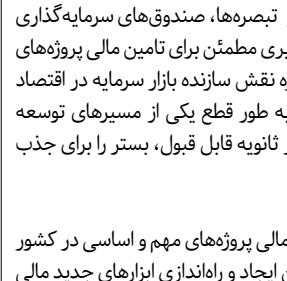 تبصره‌ها، صندوق‌های سرمایه‌گذاری
بری مطمئن برای تامین مالی پروژه‌های
ه نقش سازنده بازار سرمایه در اقتصاد
به طور قطع یکی از مسیرهای توسعه
ر ثانویه قابل قبول، بستر را برای جذب
مالی پروژه‌های مهم و اساسی در کشور
ن ایجاد و راه‌اندازی ابزارهای جدید مالی